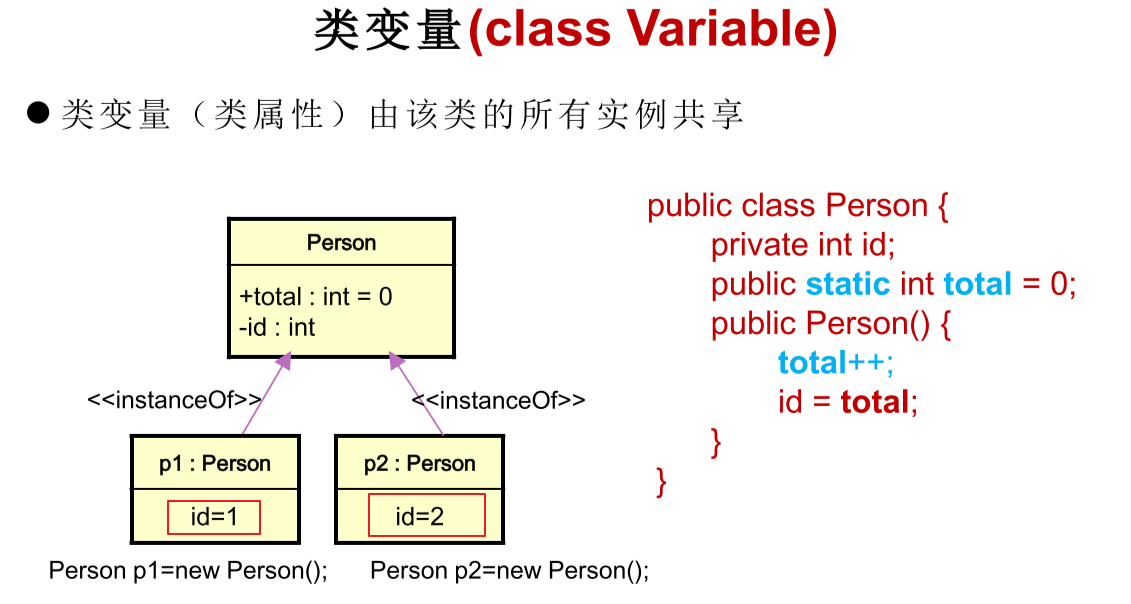 类变量(class Variable)
● 类变量（类属性）由该类的所有实例共享
Person
+total : int = 0
-id : int
<<instanceOf>>
<<instanceOf>>
p1 : Person
id=1
p2 : Person
id=2
Person p1=new Person();
Person p2=new Person();
public class Person {
private int id;
public static int total = 0;
public Person() {
total++;
id = total;
}
}